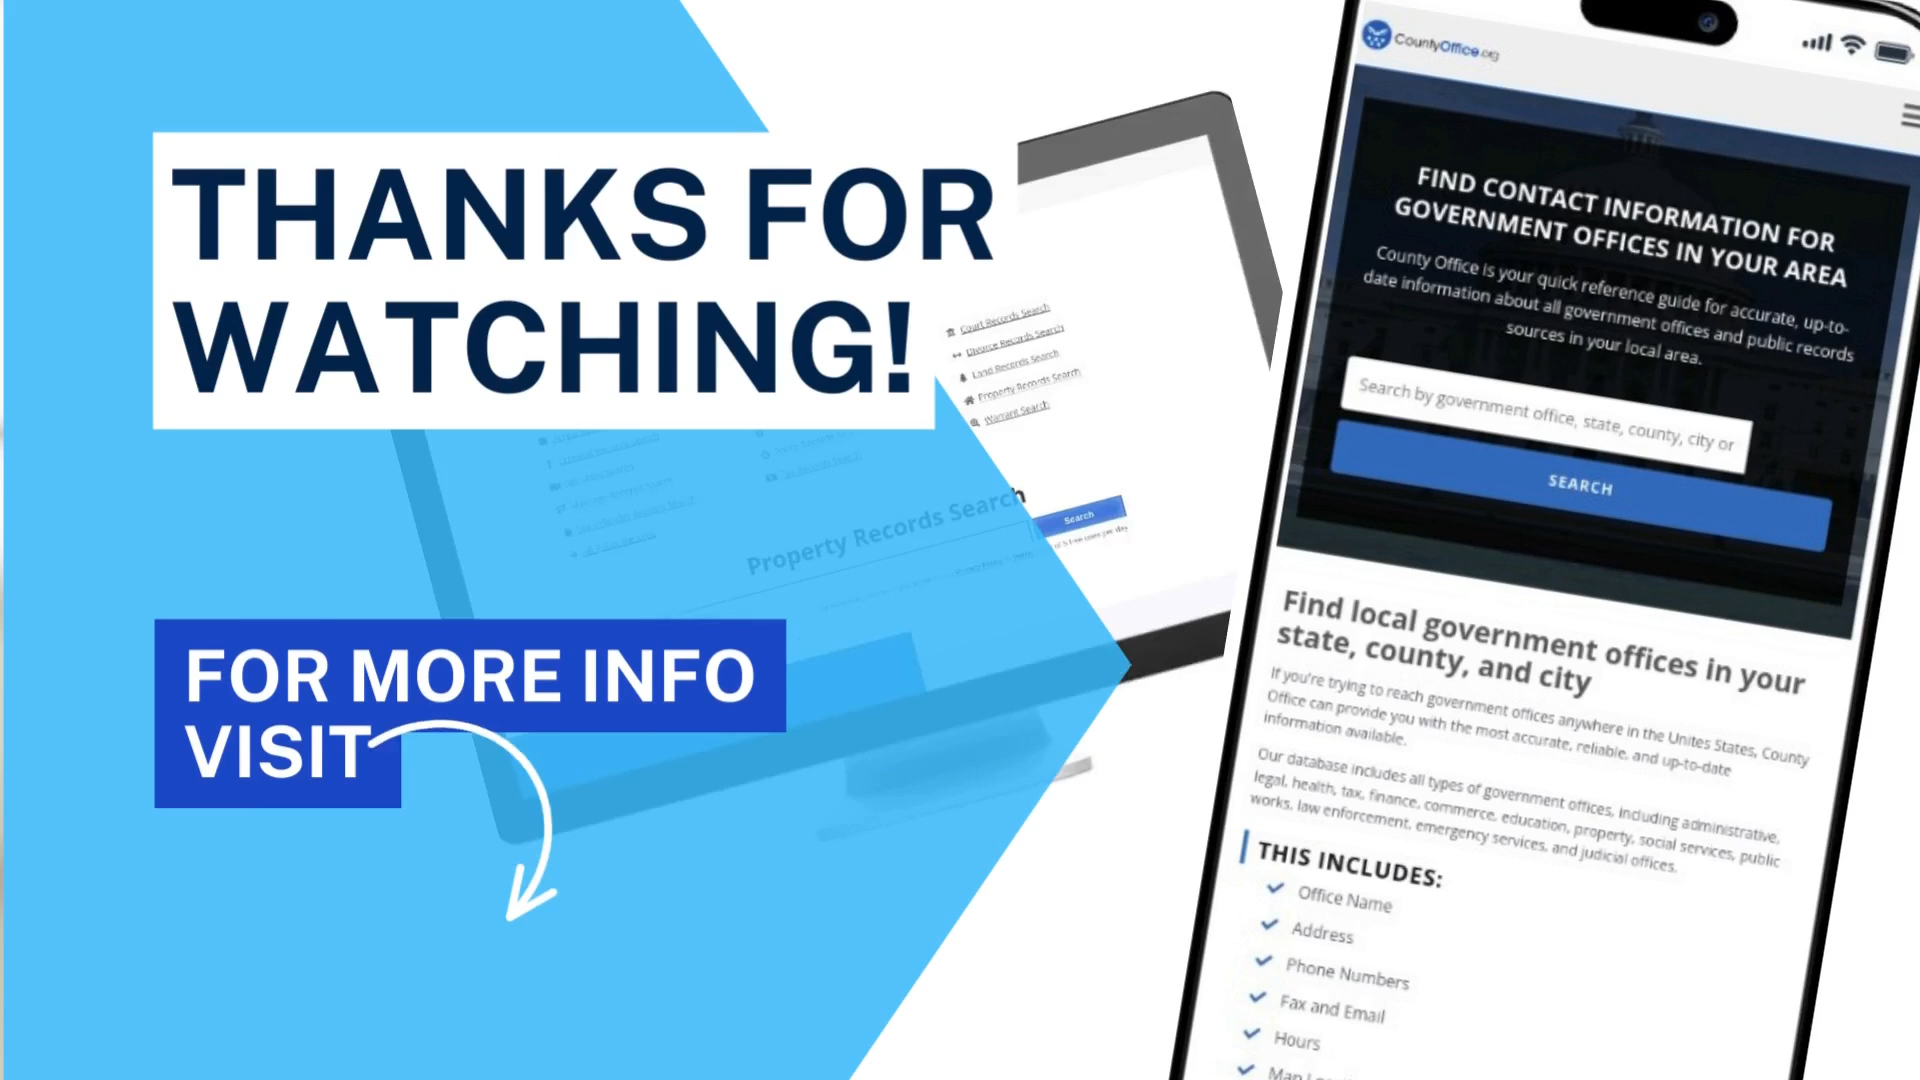 THANKS FOR
WATCHING!
FOR MORE INFO
VISIT
Court Records Search
Divorce Records Search
Land Records Search
Property Records Search
Warrant Search
Property Records Search
Search
of 5 free uses per day
CountyOffice.org
FIND CONTACT INFORMATION FOR
GOVERNMENT OFFICES IN YOUR AREA
County Office is your quick reference guide for accurate, up-to-
date information about all government offices and public records
sources in your local area.
Search by government office, state, county, city or
SEARCH
Find local government offices in your
state, county, and city
If you're trying to reach government offices anywhere in the Unites States, County
Office can provide you with the most accurate, reliable, and up-to-date
information available.
Our database includes all types of government offices, including administrative,
legal, health, tax, finance, commerce, education, property, social services, public
works, law enforcement, emergency services, and judicial offices.
THIS INCLUDES:
Office Name
Address
Phone Numbers
Fax and Email
Hours